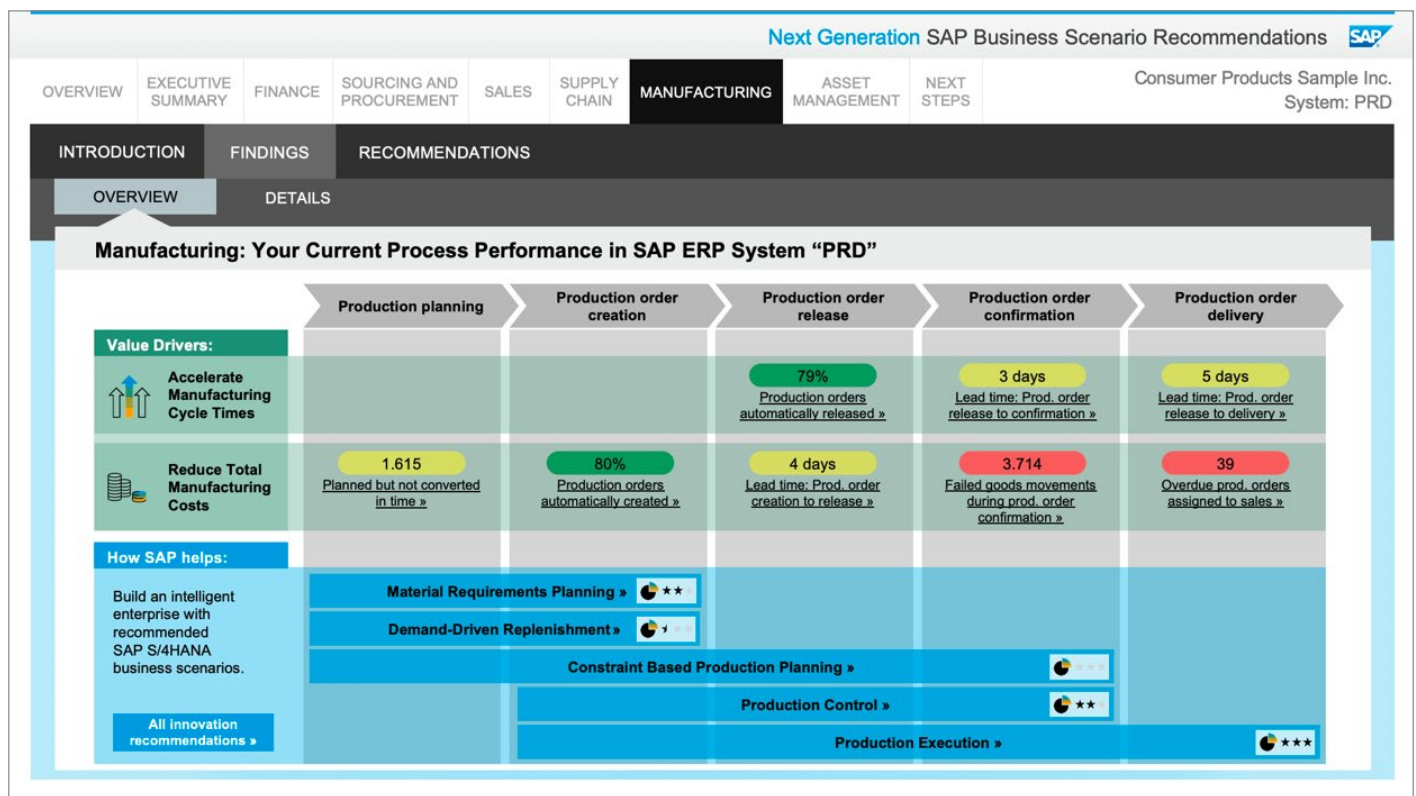 Next Generation SAP Business Scenario Recommendations SAP
OVERVIEW
EXECUTIVE
SUMMARY
FINANCE
SOURCING AND
PROCUREMENT
SALES
SUPPLY
CHAIN
MANUFACTURING
ASSET
MANAGEMENT
NEXT
STEPS
Consumer Products Sample Inc.
System: PRD
INTRODUCTION
FINDINGS
RECOMMENDATIONS
OVERVIEW
DETAILS
Manufacturing: Your Current Process Performance in SAP ERP System “PRD”
Production planning
Production order
creation
Production order
release
Production order
confirmation
Production order
delivery
Value Drivers:
Accelerate
Manufacturing
Cycle Times
79%
Production orders
automatically released »
3 days
Lead time: Prod. order
release to confirmation »
5 days
Lead time: Prod. order
release to delivery »
Reduce Total
Manufacturing
Costs
1.615
Planned but not converted
in time »
80%
Production orders
automatically created »
4 days
Lead time: Prod. order
creation to release »
3.714
Failed goods movements
during prod. order
confirmation »
39
Overdue prod. orders
assigned to sales »
How SAP helps:
Build an intelligent
enterprise with
recommended
SAP S/4HANA
business scenarios.
All innovation
recommendations »
Material Requirements Planning »
Demand-Driven Replenishment »
Constraint Based Production Planning »
Production Control »
Production Execution »